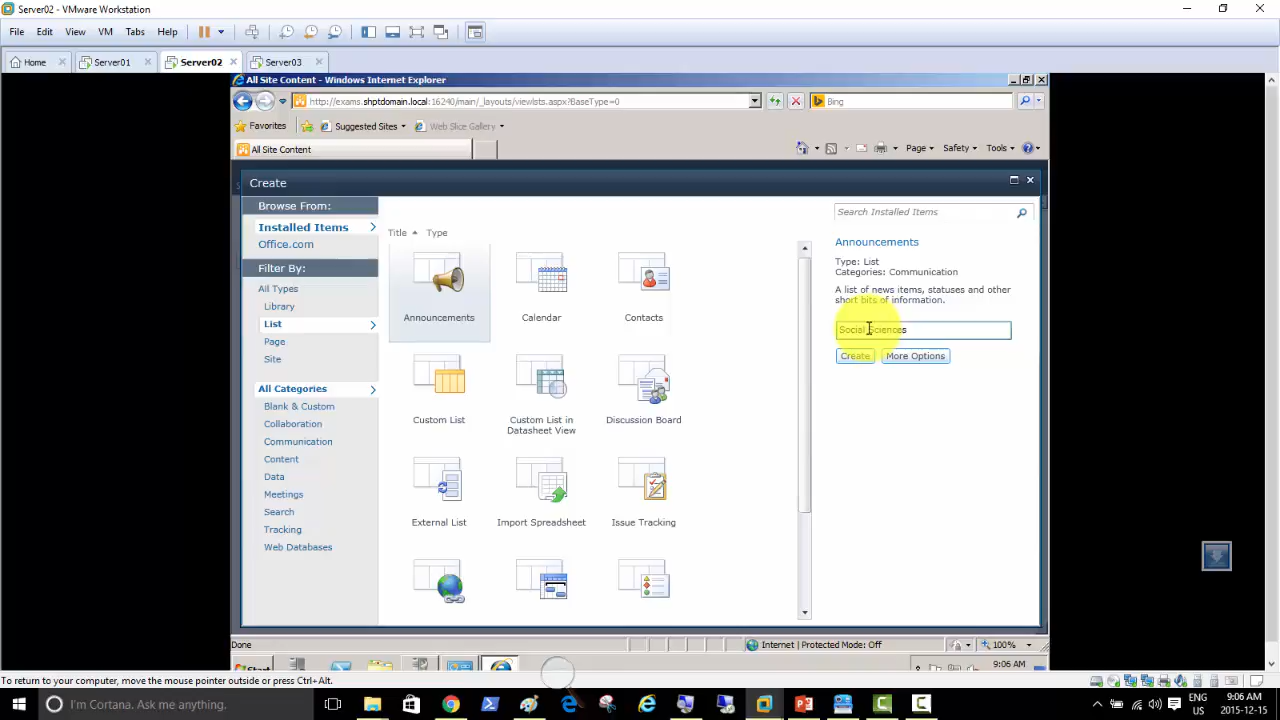 Server02 - VMware Workstation
File Edit View VM Tabs Help
Home Server01 Server02 Server03
All Site Content - Windows Internet Explorer
http://exams.shptdomain.local:16240/main/_layouts/viewlsts.aspx?BaseType=0
Bing
Favorites Suggested Sites Web Slice Gallery
All Site Content
Page Safety Tools
Create
Browse From:
Installed Items
Office.com
Filter By:
All Types
Library
List
Page
Site
All Categories
Blank & Custom
Collaboration
Communication
Content
Data
Meetings
Search
Tracking
Web Databases
Title Type
Announcements Calendar Contacts
Custom List Custom List in Discussion Board
Datasheet View
External List Import Spreadsheet Issue Tracking
Search Installed Items
Announcements
Type: List
Categories: Communication
A list of news items, statuses and other
short bits of information.
Social Sciences
Create More Options
Done Internet | Protected Mode: Off 100%
Start 9:06 AM
To return to your computer, move the mouse pointer outside or press Ctrl+Alt.
I'm Cortana. Ask me anything.
ENG 9:06 AM
US 2015-12-15